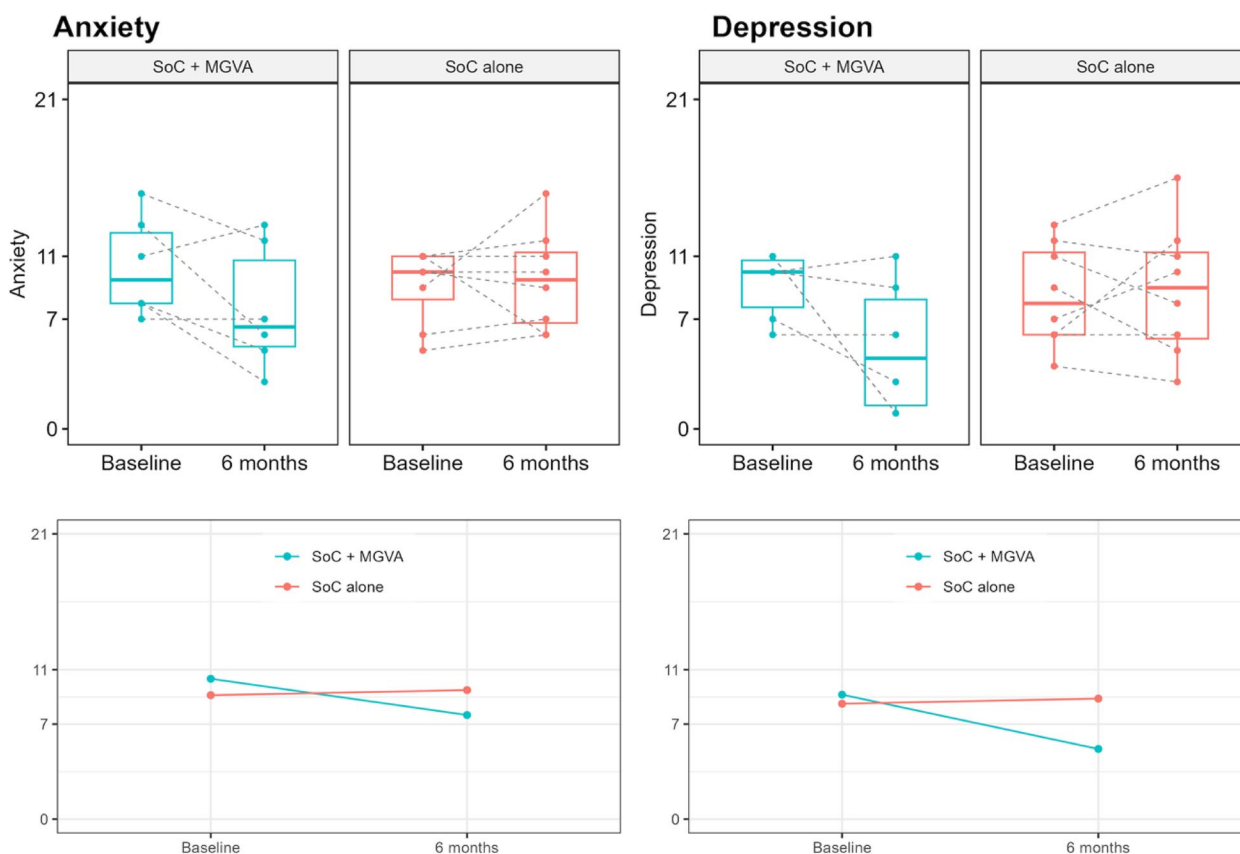 Anxiety
SoC + MGVA
SoC alone
21
11
7
0
Anxiety
Baseline
6 months
Baseline
6 months
Depression
SoC + MGVA
SoC alone
21
11
7
0
Depression
Baseline
6 months
Baseline
6 months
21
11
7
0
SoC + MGVA
SoC alone
Baseline
6 months
21
11
7
0
SoC + MGVA
SoC alone
Baseline
6 months